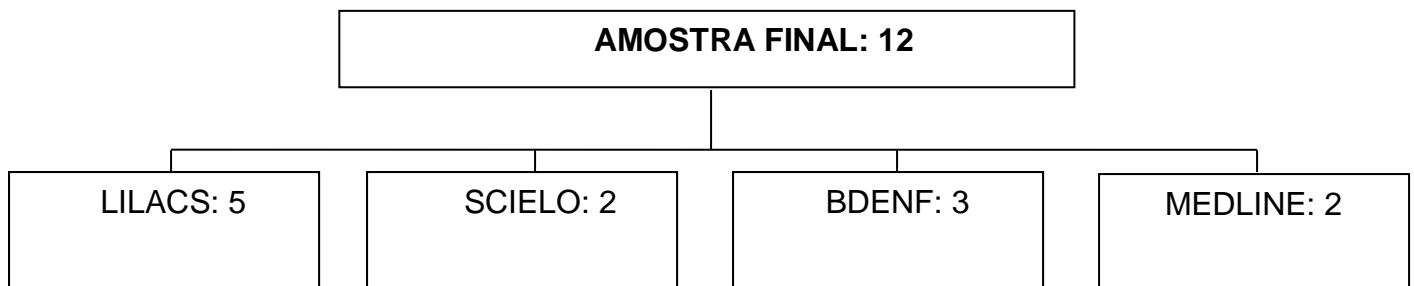 AMOSTRA FINAL: 12
LILACS: 5
SCIELO: 2
BDENF: 3
MEDLINE: 2